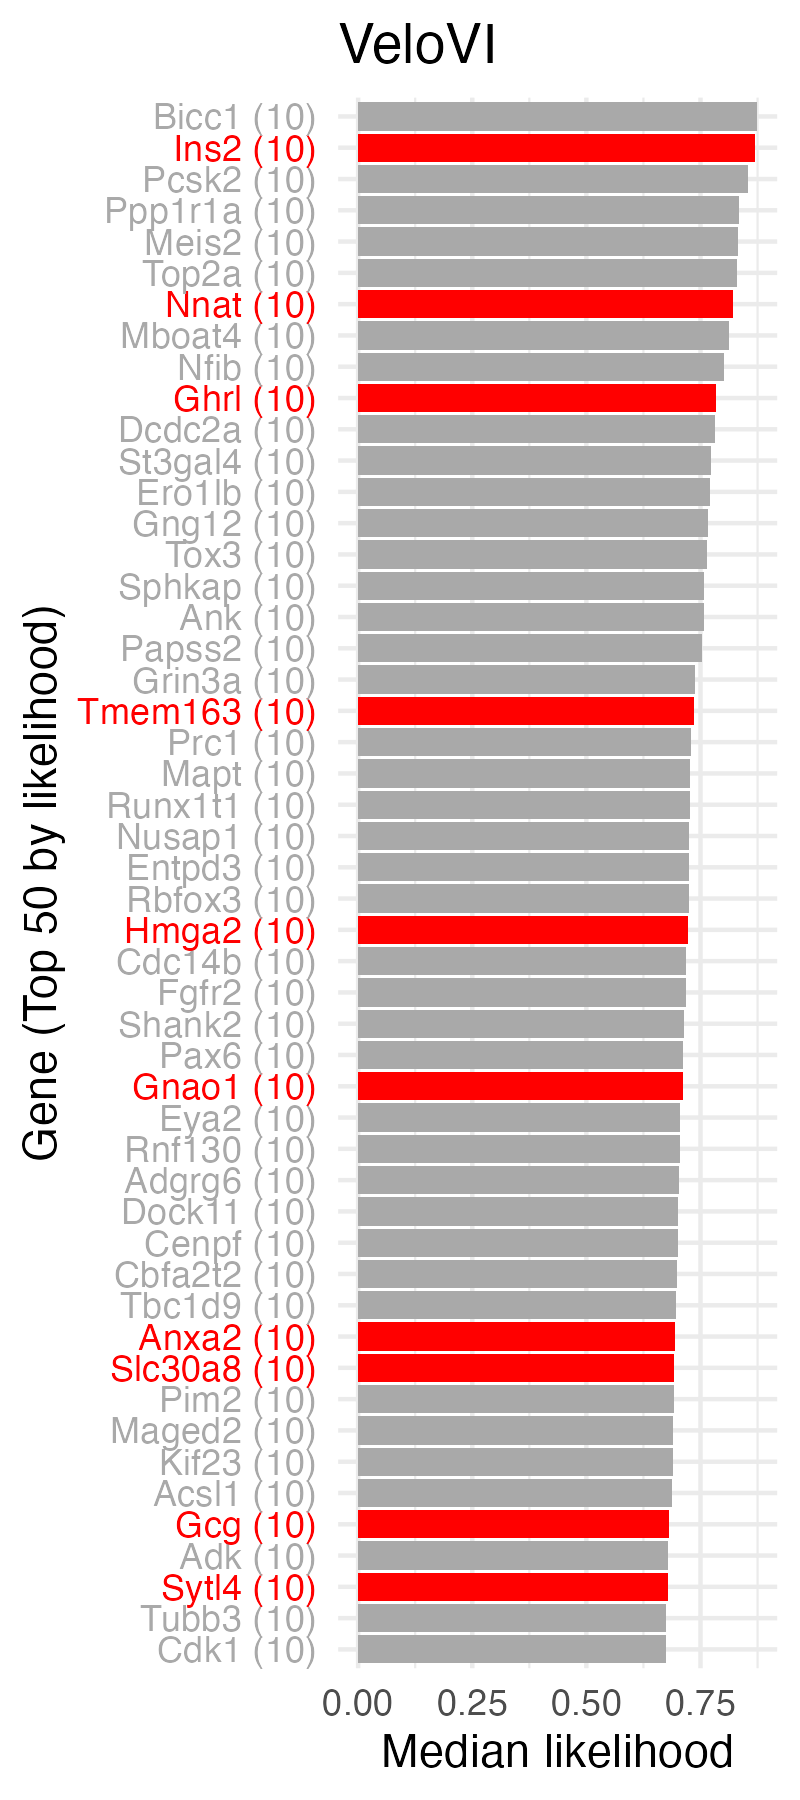 VeloVI
Gene (Top 50 by likelihood)
Bicc1 (10)
Ins2 (10)
Pcsk2 (10)
Ppp1r1a (10)
Meis2 (10)
Top2a (10)
Nnat (10)
Mboat4 (10)
Nfib (10)
Ghrl (10)
Dcdc2a (10)
St3gal4 (10)
Ero1lb (10)
Gng12 (10)
Tox3 (10)
Sphkap (10)
Ank (10)
Papss2 (10)
Grin3a (10)
Tmem163 (10)
Prc1 (10)
Mapt (10)
Runx1t1 (10)
Nusap1 (10)
Entpd3 (10)
Rbfox3 (10)
Hmga2 (10)
Cdc14b (10)
Fgfr2 (10)
Shank2 (10)
Pax6 (10)
Gnao1 (10)
Eya2 (10)
Rnf130 (10)
Adgrg6 (10)
Dock11 (10)
Cenpf (10)
Cbfa2t2 (10)
Tbc1d9 (10)
Anxa2 (10)
Slc30a8 (10)
Pim2 (10)
Maged2 (10)
Kif23 (10)
Acsl1 (10)
Gcg (10)
Adk (10)
Sytl4 (10)
Tubb3 (10)
Cdk1 (10)
0.00 0.25 0.50 0.75
Median likelihood